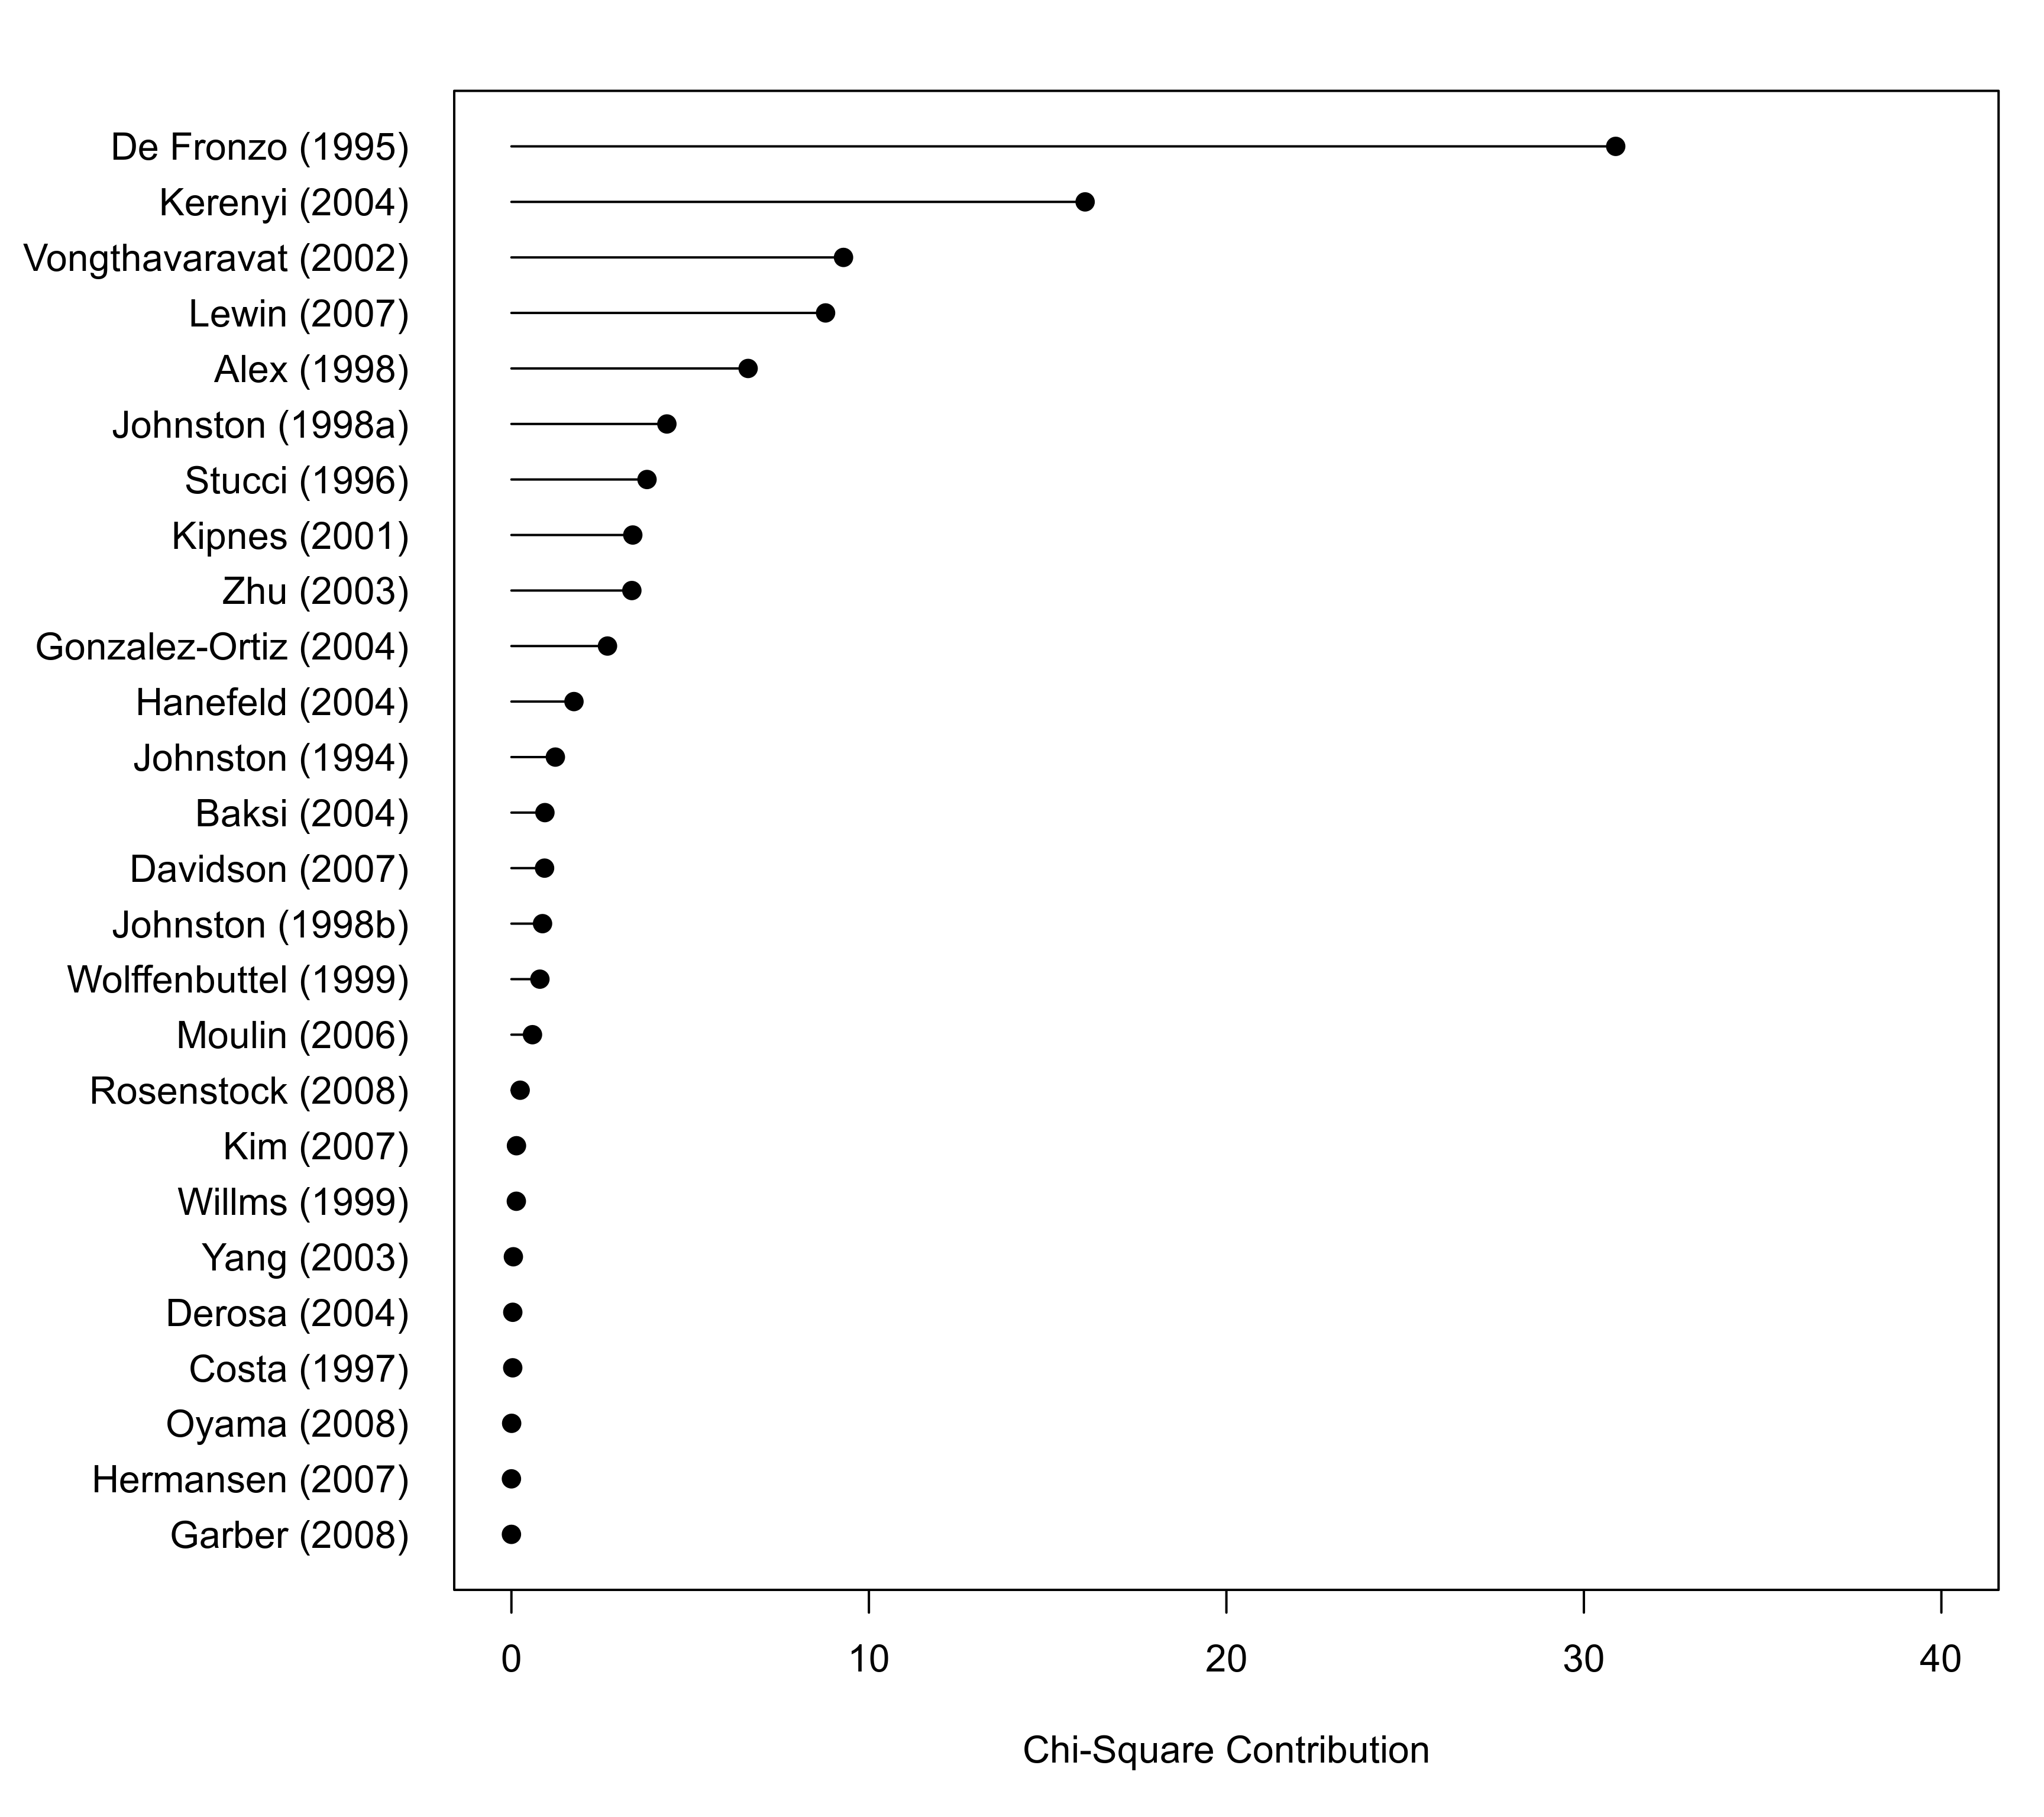 De Fronzo (1995)
Kerenyi (2004)
Vongthavaravat (2002)
Lewin (2007)
Alex (1998)
Johnston (1998a)
Stucci (1996)
Kipnes (2001)
Zhu (2003)
Gonzalez-Ortiz (2004)
Hanefeld (2004)
Johnston (1994)
Baksi (2004)
Davidson (2007)
Johnston (1998b)
Wolffenbuttel (1999)
Moulin (2006)
Rosenstock (2008)
Kim (2007)
Willms (1999)
Yang (2003)
Derosa (2004)
Costa (1997)
Oyama (2008)
Hermansen (2007)
Garber (2008)
0 10 20 30 40
Chi-Square Contribution